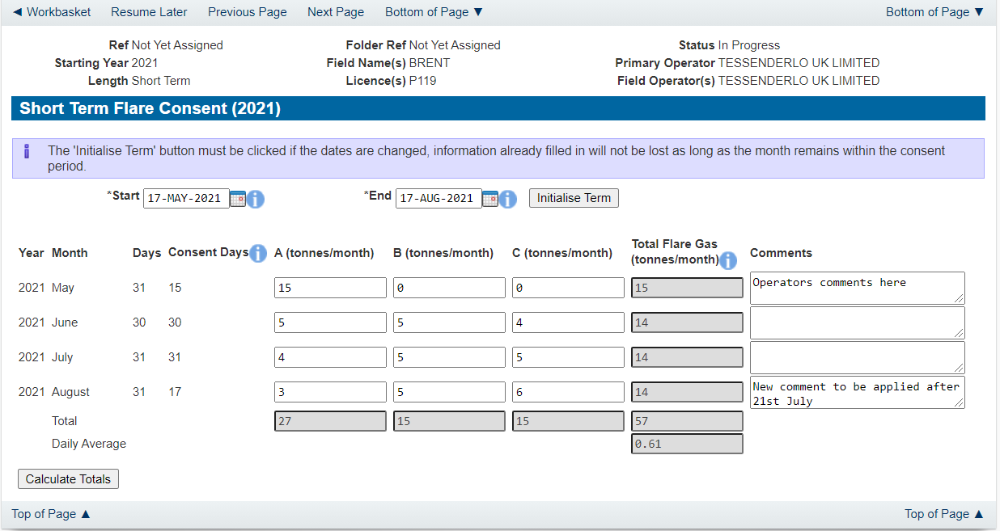 ◄ Workbasket Resume Later Previous Page Next Page Bottom of Page ▼ Bottom of Page ▼
Ref Not Yet Assigned Folder Ref Not Yet Assigned Status In Progress
Starting Year 2021 Field Name(s) BRENT Primary Operator TESSENDERLO UK LIMITED
Length Short Term Licence(s) P119 Field Operator(s) TESSENDERLO UK LIMITED
Short Term Flare Consent (2021)
i The 'Initialise Term' button must be clicked if the dates are changed, information already filled in will not be lost as long as the month remains within the consent
period.
*Start 17-MAY-2021 i *End 17-AUG-2021 i Initialise Term
Year Month Days Consent Days i A (tonnes/month) B (tonnes/month) C (tonnes/month) Total Flare Gas
(tonnes/month) i Comments
2021 May 31 15 15 0 0 15 Operators comments here
2021 June 30 30 5 5 4 14
2021 July 31 31 4 5 5 14
2021 August 31 17 3 5 6 14 New comment to be applied after
21st July
Total 27 15 15 57
Daily Average 0.61
Calculate Totals
Top of Page ▲ Top of Page ▲